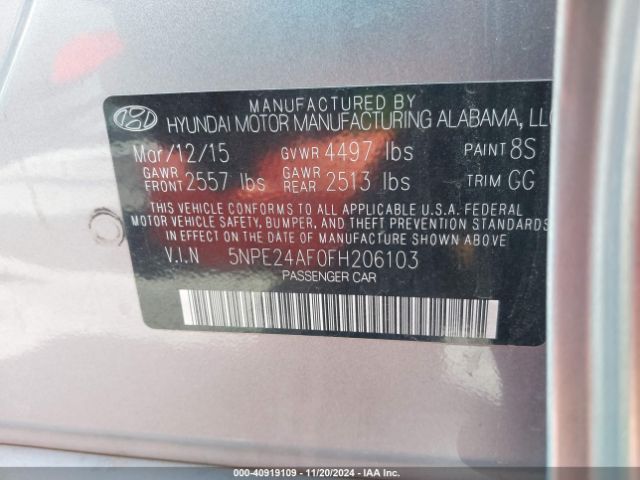 MANUFACTURED BY
HYUNDAI MOTOR MANUFACTURING ALABAMA, LLC
Mar/12/15 GVWR 4497 lbs PAINT 8S
GAWR FRONT 2557 lbs GAWR REAR 2513 lbs TRIM GG
THIS VEHICLE CONFORMS TO ALL APPLICABLE U.S.A. FEDERAL
MOTOR VEHICLE SAFETY, BUMPER, AND THEFT PREVENTION STANDARDS
IN EFFECT ON THE DATE OF MANUFACTURE SHOWN ABOVE
V.I.N 5NPE24AF0FH206103
PASSENGER CAR
000-40919109 - 11/20/2024 - IAA Inc.